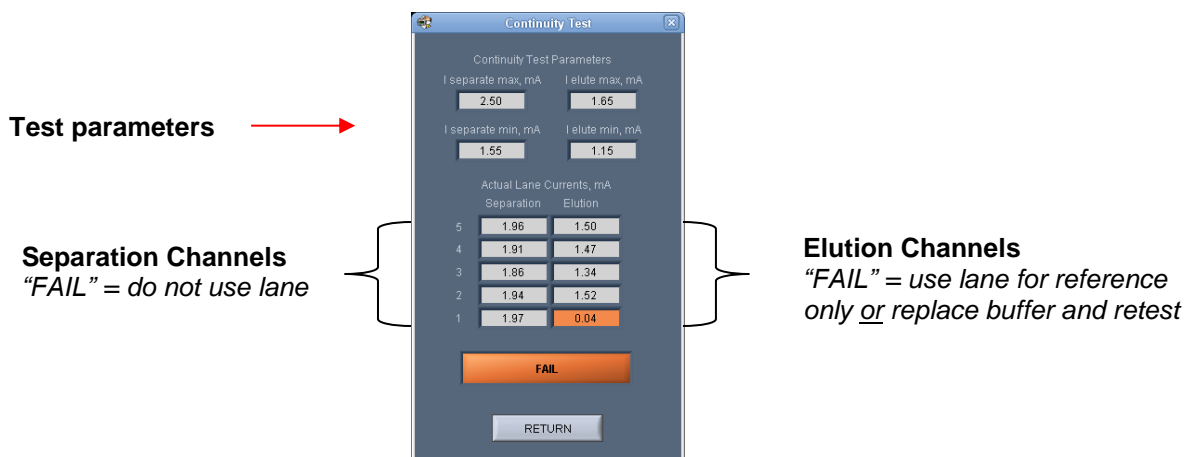 Continuity Test
Continuity Test Parameters
I separate max, mA I elute max, mA
2.50 1.65
Test parameters
I separate min, mA I elute min, mA
1.55 1.15
Actual Lane Currents, mA
Separation Elution
5 1.96 1.50
4 1.91 1.47
3 1.86 1.34
2 1.94 1.52
1 1.97 0.04
Separation Channels
“FAIL” = do not use lane
Elution Channels
“FAIL” = use lane for reference
only or replace buffer and retest
FAIL
RETURN